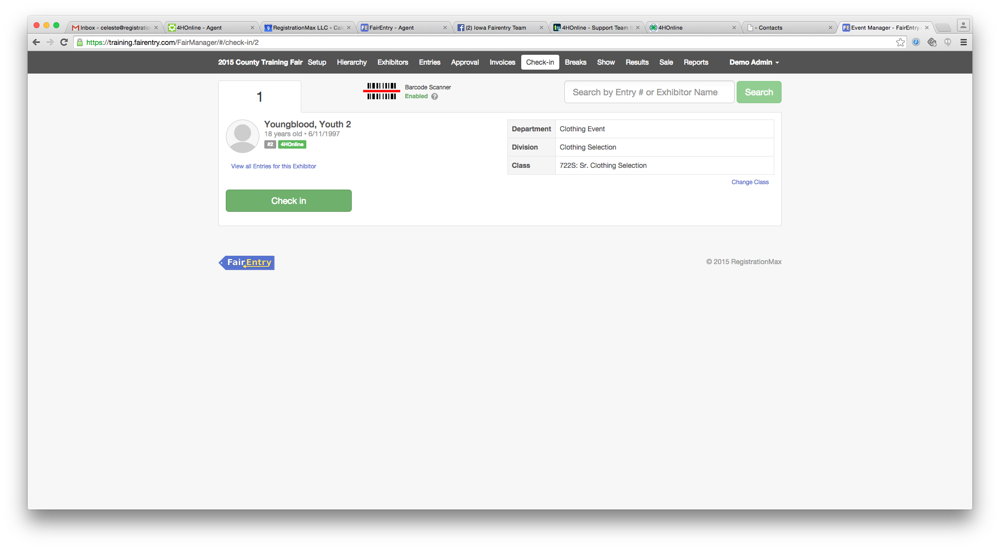 Inbox - celeste@registratio
4HOnline - Agent
9 RegistrationMax LLC - Cal
FE FairEntry - Agent
(2) Iowa Fairentry Team
4HOnline - Support Team
4HOnline
- Contacts
FE Event Manager - FairEntry.
https://training.fairentry.com/FairManager/#/check-in/2
2015 County Training Fair Setup Hierarchy Exhibitors Entries Approval Invoices Check-in Breaks Show Results Sale Reports Demo Admin
1
Barcode Scanner
Enabled ?
Search by Entry # or Exhibitor Name
Search
Youngblood, Youth 2
18 years old • 6/11/1997
#2 4HOnline
View all Entries for this Exhibitor
Check in
Department Clothing Event
Division Clothing Selection
Class 722S: Sr. Clothing Selection
Change Class
FairEntry
© 2015 RegistrationMax